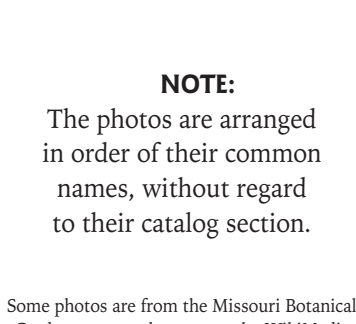 NOTE:
The photos are arranged
in order of their common
names, without regard
to their catalog section.
Some photos are from the Missouri Botanical